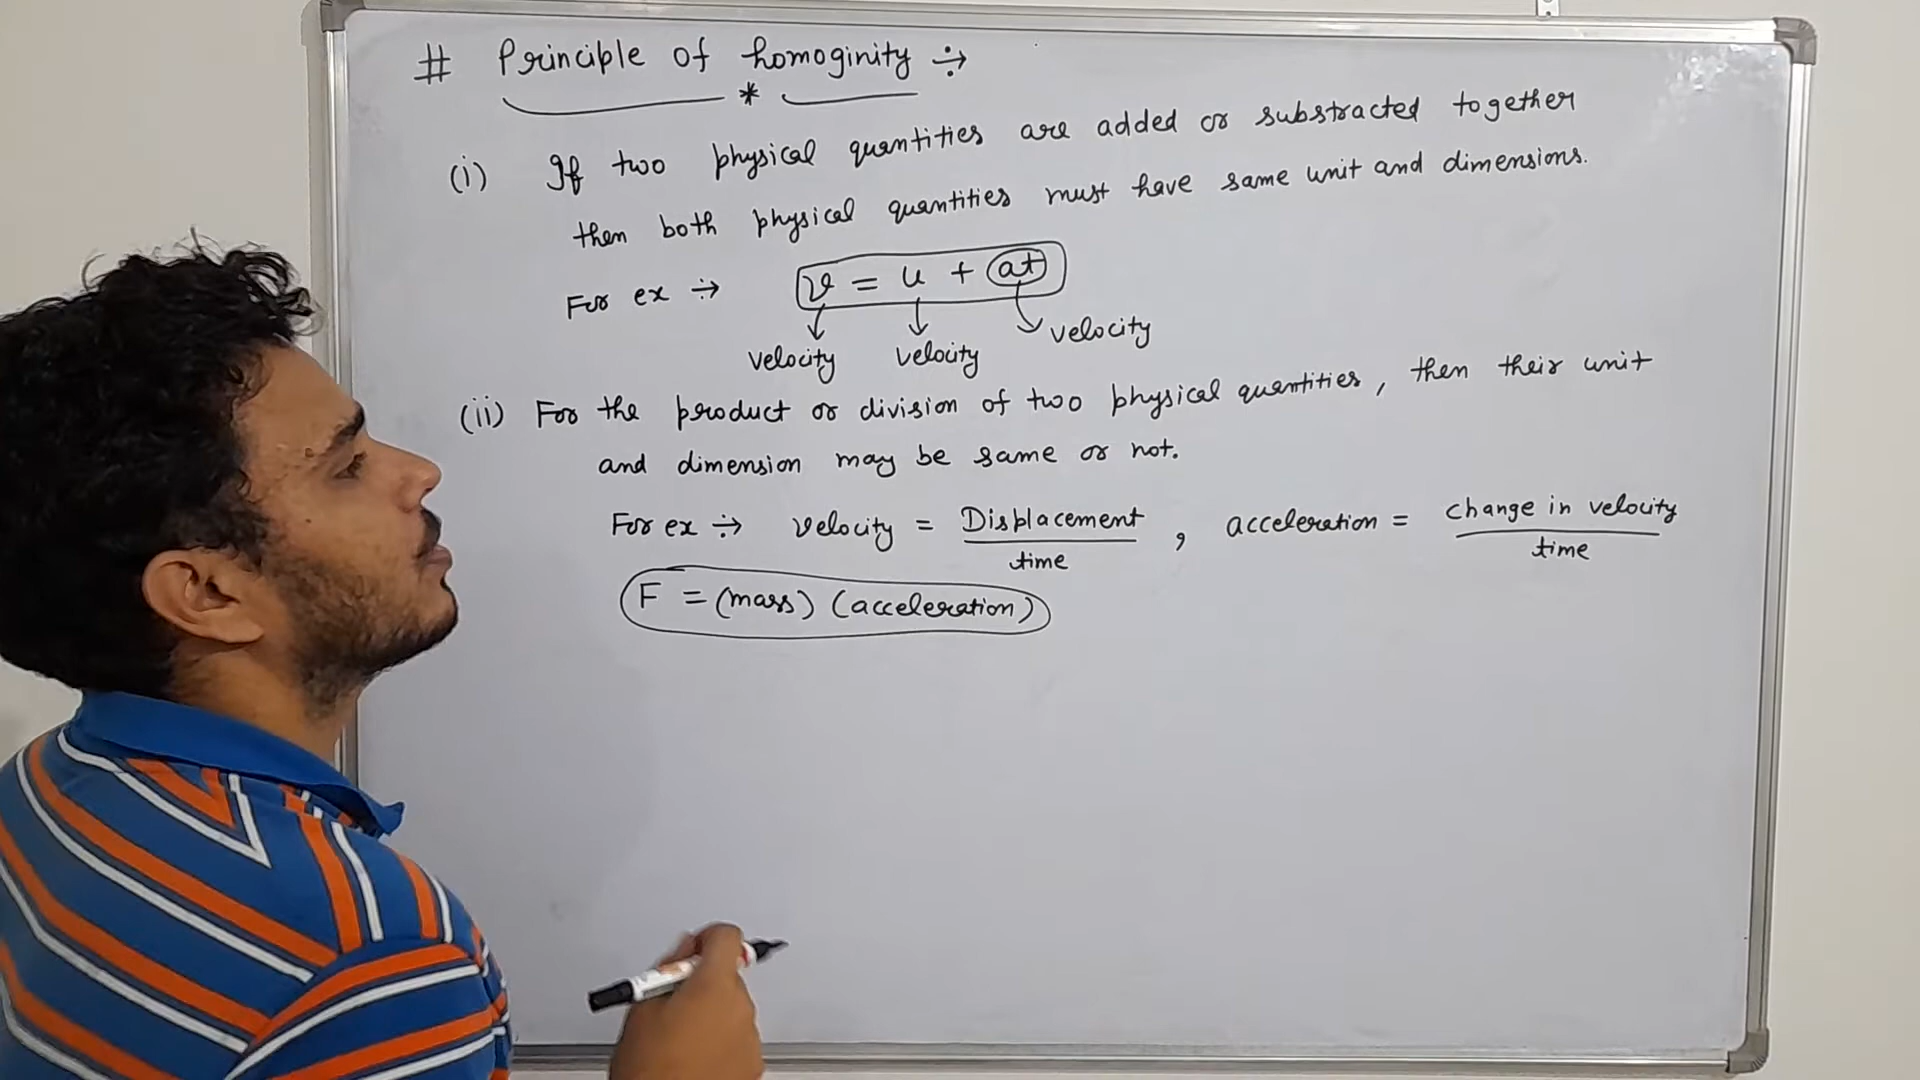 # Principle of homoginity ÷
*
(i) If two physical quantities are added or substracted together
then both physical quantities must have same unit and dimensions.
For ex ÷ v = u + at
velocity velocity velocity
(ii) For the product or division of two physical quantities, then their unit
and dimension may be same or not.
For ex ÷ velocity = Displacement / time , acceleration = change in velocity / time
F = (mass) (acceleration)